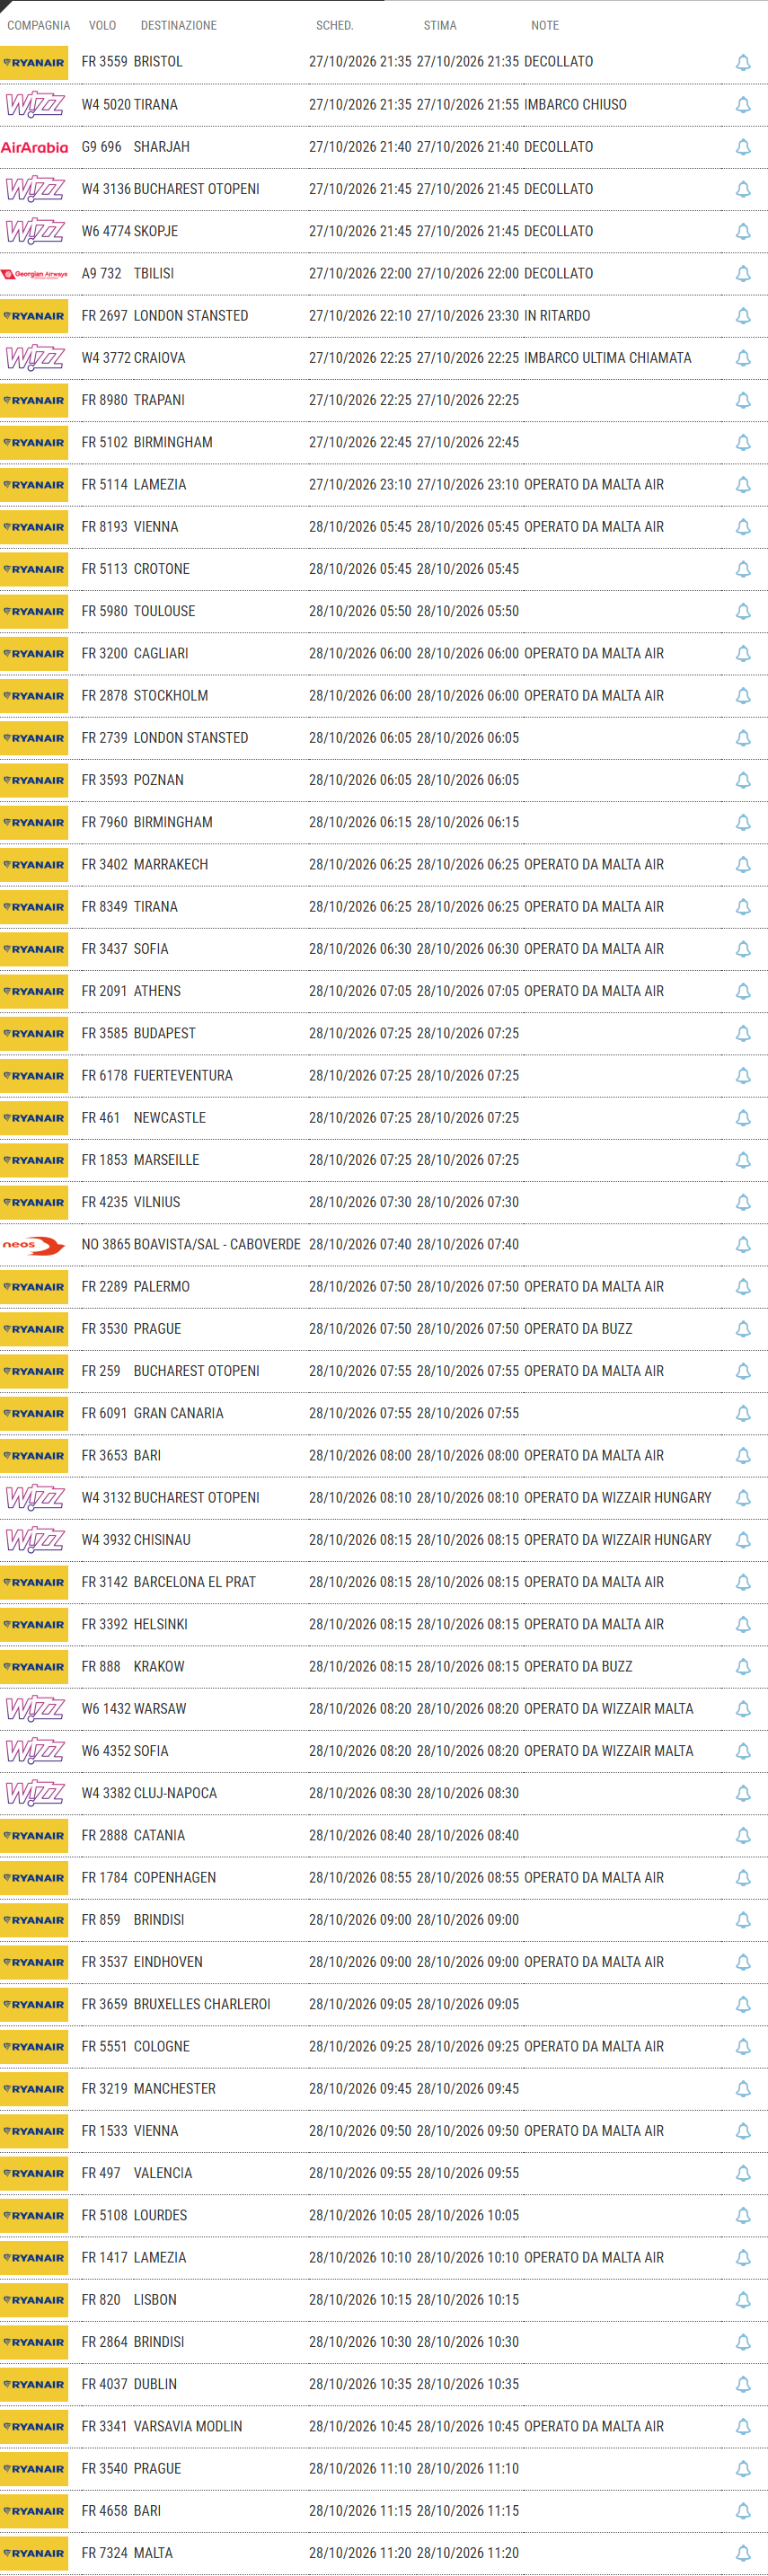 COMPAGNIA VOLO DESTINAZIONE SCHED. STIMA NOTE
RYANAIR FR 3559 BRISTOL 27/10/2026 21:35 27/10/2026 21:35 DECOLLATO
WIZZ W4 5020 TIRANA 27/10/2026 21:35 27/10/2026 21:55 IMBARCO CHIUSO
AirArabia G9 696 SHARJAH 27/10/2026 21:40 27/10/2026 21:40 DECOLLATO
WIZZ W4 3136 BUCHAREST OTOPENI 27/10/2026 21:45 27/10/2026 21:45 DECOLLATO
WIZZ W6 4774 SKOPJE 27/10/2026 21:45 27/10/2026 21:45 DECOLLATO
Georgian Airways A9 732 TBILISI 27/10/2026 22:00 27/10/2026 22:00 DECOLLATO
RYANAIR FR 2697 LONDON STANSTED 27/10/2026 22:10 27/10/2026 23:30 IN RITARDO
WIZZ W4 3772 CRAIOVA 27/10/2026 22:25 27/10/2026 22:25 IMBARCO ULTIMA CHIAMATA
RYANAIR FR 8980 TRAPANI 27/10/2026 22:25 27/10/2026 22:25
RYANAIR FR 5102 BIRMINGHAM 27/10/2026 22:45 27/10/2026 22:45
RYANAIR FR 5114 LAMEZIA 27/10/2026 23:10 27/10/2026 23:10 OPERATO DA MALTA AIR
RYANAIR FR 8193 VIENNA 28/10/2026 05:45 28/10/2026 05:45 OPERATO DA MALTA AIR
RYANAIR FR 5113 CROTONE 28/10/2026 05:45 28/10/2026 05:45
RYANAIR FR 5980 TOULOUSE 28/10/2026 05:50 28/10/2026 05:50
RYANAIR FR 3200 CAGLIARI 28/10/2026 06:00 28/10/2026 06:00 OPERATO DA MALTA AIR
RYANAIR FR 2878 STOCKHOLM 28/10/2026 06:00 28/10/2026 06:00 OPERATO DA MALTA AIR
RYANAIR FR 2739 LONDON STANSTED 28/10/2026 06:05 28/10/2026 06:05
RYANAIR FR 3593 POZNAN 28/10/2026 06:05 28/10/2026 06:05
RYANAIR FR 7960 BIRMINGHAM 28/10/2026 06:15 28/10/2026 06:15
RYANAIR FR 3402 MARRAKECH 28/10/2026 06:25 28/10/2026 06:25 OPERATO DA MALTA AIR
RYANAIR FR 8349 TIRANA 28/10/2026 06:25 28/10/2026 06:25 OPERATO DA MALTA AIR
RYANAIR FR 3437 SOFIA 28/10/2026 06:30 28/10/2026 06:30 OPERATO DA MALTA AIR
RYANAIR FR 2091 ATHENS 28/10/2026 07:05 28/10/2026 07:05 OPERATO DA MALTA AIR
RYANAIR FR 3585 BUDAPEST 28/10/2026 07:25 28/10/2026 07:25
RYANAIR FR 6178 FUERTEVENTURA 28/10/2026 07:25 28/10/2026 07:25
RYANAIR FR 461 NEWCASTLE 28/10/2026 07:25 28/10/2026 07:25
RYANAIR FR 1853 MARSEILLE 28/10/2026 07:25 28/10/2026 07:25
RYANAIR FR 4235 VILNIUS 28/10/2026 07:30 28/10/2026 07:30
neos NO 3865 BOAVISTA/SAL - CABOVERDE 28/10/2026 07:40 28/10/2026 07:40
RYANAIR FR 2289 PALERMO 28/10/2026 07:50 28/10/2026 07:50 OPERATO DA MALTA AIR
RYANAIR FR 3530 PRAGUE 28/10/2026 07:50 28/10/2026 07:50 OPERATO DA BUZZ
RYANAIR FR 259 BUCHAREST OTOPENI 28/10/2026 07:55 28/10/2026 07:55 OPERATO DA MALTA AIR
RYANAIR FR 6091 GRAN CANARIA 28/10/2026 07:55 28/10/2026 07:55
RYANAIR FR 3653 BARI 28/10/2026 08:00 28/10/2026 08:00 OPERATO DA MALTA AIR
WIZZ W4 3132 BUCHAREST OTOPENI 28/10/2026 08:10 28/10/2026 08:10 OPERATO DA WIZZAIR HUNGARY
WIZZ W4 3932 CHISINAU 28/10/2026 08:15 28/10/2026 08:15 OPERATO DA WIZZAIR HUNGARY
RYANAIR FR 3142 BARCELONA EL PRAT 28/10/2026 08:15 28/10/2026 08:15 OPERATO DA MALTA AIR
RYANAIR FR 3392 HELSINKI 28/10/2026 08:15 28/10/2026 08:15 OPERATO DA MALTA AIR
RYANAIR FR 888 KRAKOW 28/10/2026 08:15 28/10/2026 08:15 OPERATO DA BUZZ
WIZZ W6 1432 WARSAW 28/10/2026 08:20 28/10/2026 08:20 OPERATO DA WIZZAIR MALTA
WIZZ W6 4352 SOFIA 28/10/2026 08:20 28/10/2026 08:20 OPERATO DA WIZZAIR MALTA
WIZZ W4 3382 CLUJ-NAPOCA 28/10/2026 08:30 28/10/2026 08:30
RYANAIR FR 2888 CATANIA 28/10/2026 08:40 28/10/2026 08:40
RYANAIR FR 1784 COPENHAGEN 28/10/2026 08:55 28/10/2026 08:55 OPERATO DA MALTA AIR
RYANAIR FR 859 BRINDISI 28/10/2026 09:00 28/10/2026 09:00
RYANAIR FR 3537 EINDHOVEN 28/10/2026 09:00 28/10/2026 09:00 OPERATO DA MALTA AIR
RYANAIR FR 3659 BRUXELLES CHARLEROI 28/10/2026 09:05 28/10/2026 09:05
RYANAIR FR 5551 COLOGNE 28/10/2026 09:25 28/10/2026 09:25 OPERATO DA MALTA AIR
RYANAIR FR 3219 MANCHESTER 28/10/2026 09:45 28/10/2026 09:45
RYANAIR FR 1533 VIENNA 28/10/2026 09:50 28/10/2026 09:50 OPERATO DA MALTA AIR
RYANAIR FR 497 VALENCIA 28/10/2026 09:55 28/10/2026 09:55
RYANAIR FR 5108 LOURDES 28/10/2026 10:05 28/10/2026 10:05
RYANAIR FR 1417 LAMEZIA 28/10/2026 10:10 28/10/2026 10:10 OPERATO DA MALTA AIR
RYANAIR FR 820 LISBON 28/10/2026 10:15 28/10/2026 10:15
RYANAIR FR 2864 BRINDISI 28/10/2026 10:30 28/10/2026 10:30
RYANAIR FR 4037 DUBLIN 28/10/2026 10:35 28/10/2026 10:35
RYANAIR FR 3341 VARSAVIA MODLIN 28/10/2026 10:45 28/10/2026 10:45 OPERATO DA MALTA AIR
RYANAIR FR 3540 PRAGUE 28/10/2026 11:10 28/10/2026 11:10
RYANAIR FR 4658 BARI 28/10/2026 11:15 28/10/2026 11:15
RYANAIR FR 7324 MALTA 28/10/2026 11:20 28/10/2026 11:20